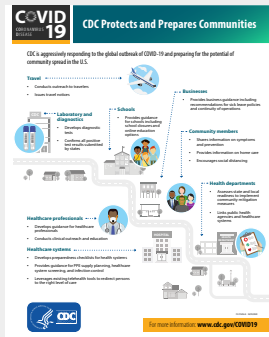 COVID
CORONAVIRUS
DISEASE
19
CDC Protects and Prepares Communities
CDC is aggressively responding to the global outbreak of COVID-19 and preparing for the potential of
community spread in the U.S.
Travel
• Conducts outreach to travelers
• Issues travel notices
Laboratory and
diagnostics
• Develops diagnostic
tests
• Confirms all positive
test results submitted
by states
Schools
• Provides guidance
for schools including
school closures and
online education
options
Businesses
• Provides business guidance including
recommendations for sick leave policies
and continuity of operations
Community members
• Shares information on symptoms
and prevention
• Provides information on home care
• Encourages social distancing
Health departments
• Assesses state and local
readiness to implement
community mitigation
measures
• Links public health
agencies and healthcare
systems
Healthcare professionals
• Develops guidance for healthcare
professionals
• Conducts clinical outreach and education
Healthcare systems
• Develops preparedness checklists for health systems
• Provides guidance for PPE supply planning, healthcare
system screening, and infection control
• Leverages existing telehealth tools to redirect persons
to the right level of care
HOSPITAL
CDC
For more information: www.cdc.gov/COVID19